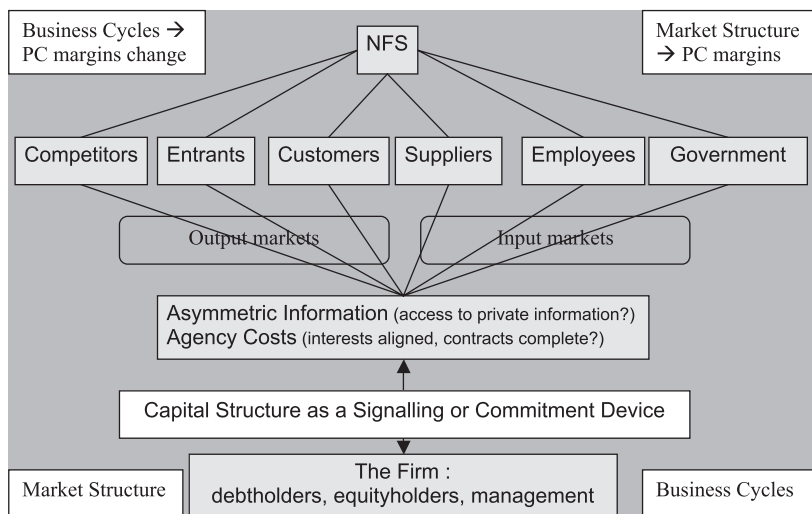 Business Cycles →
PC margins change
NFS
Market Structure
→ PC margins
Competitors
Entrants
Customers
Suppliers
Employees
Government
Output markets
Input markets
Asymmetric Information (access to private information?)
Agency Costs (interests aligned, contracts complete?)
Capital Structure as a Signalling or Commitment Device
The Firm :
debtholders, equityholders, management
Market Structure
Business Cycles